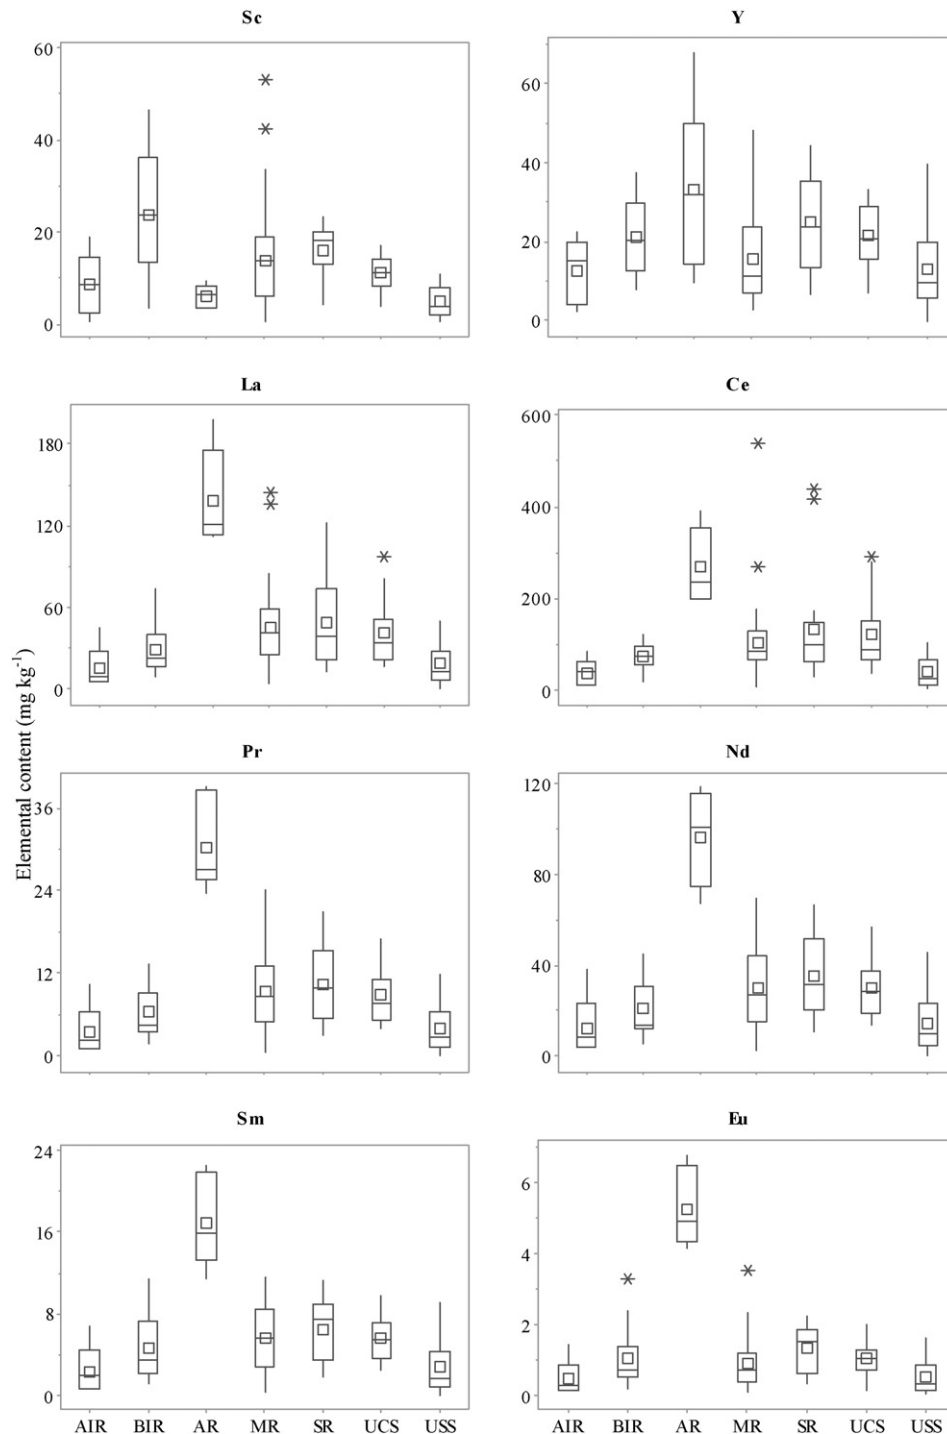 Sc
Y
60
40
20
0
60
40
20
0
La
Ce
180
120
60
0
600
400
200
0
Elemental content (mg kg-1)
Pr
Nd
36
24
12
0
120
80
40
0
Sm
Eu
24
16
8
0
6
4
2
0
AIR BIR AR MR SR UCS USS
AIR BIR AR MR SR UCS USS